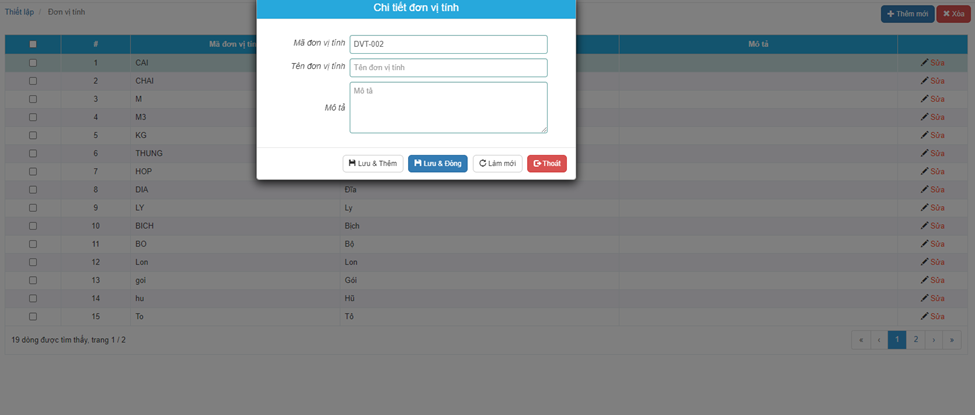 Chi tiết đơn vị tính
Thiết lập / Đơn vị tính
Thêm mới
Xóa
Mã đơn vị tính
DVT-002
Tên đơn vị tính
Tên đơn vị tính
Mô tả
Mô tả
Lưu & Thêm
Lưu & Đóng
Làm mới
Thoát
# Mã đơn vị tín Mô tả
1 CAI Sửa
2 CHAI Sửa
3 M Sửa
4 M3 Sửa
5 KG Sửa
6 THUNG Sửa
7 HOP Sửa
8 DIA Đĩa Sửa
9 LY Ly Sửa
10 BICH Bịch Sửa
11 BO Bộ Sửa
12 Lon Lon Sửa
13 goi Gói Sửa
14 hu Hũ Sửa
15 To Tô Sửa
19 dòng được tìm thấy, trang 1 / 2
« ‹ 1 2 › »